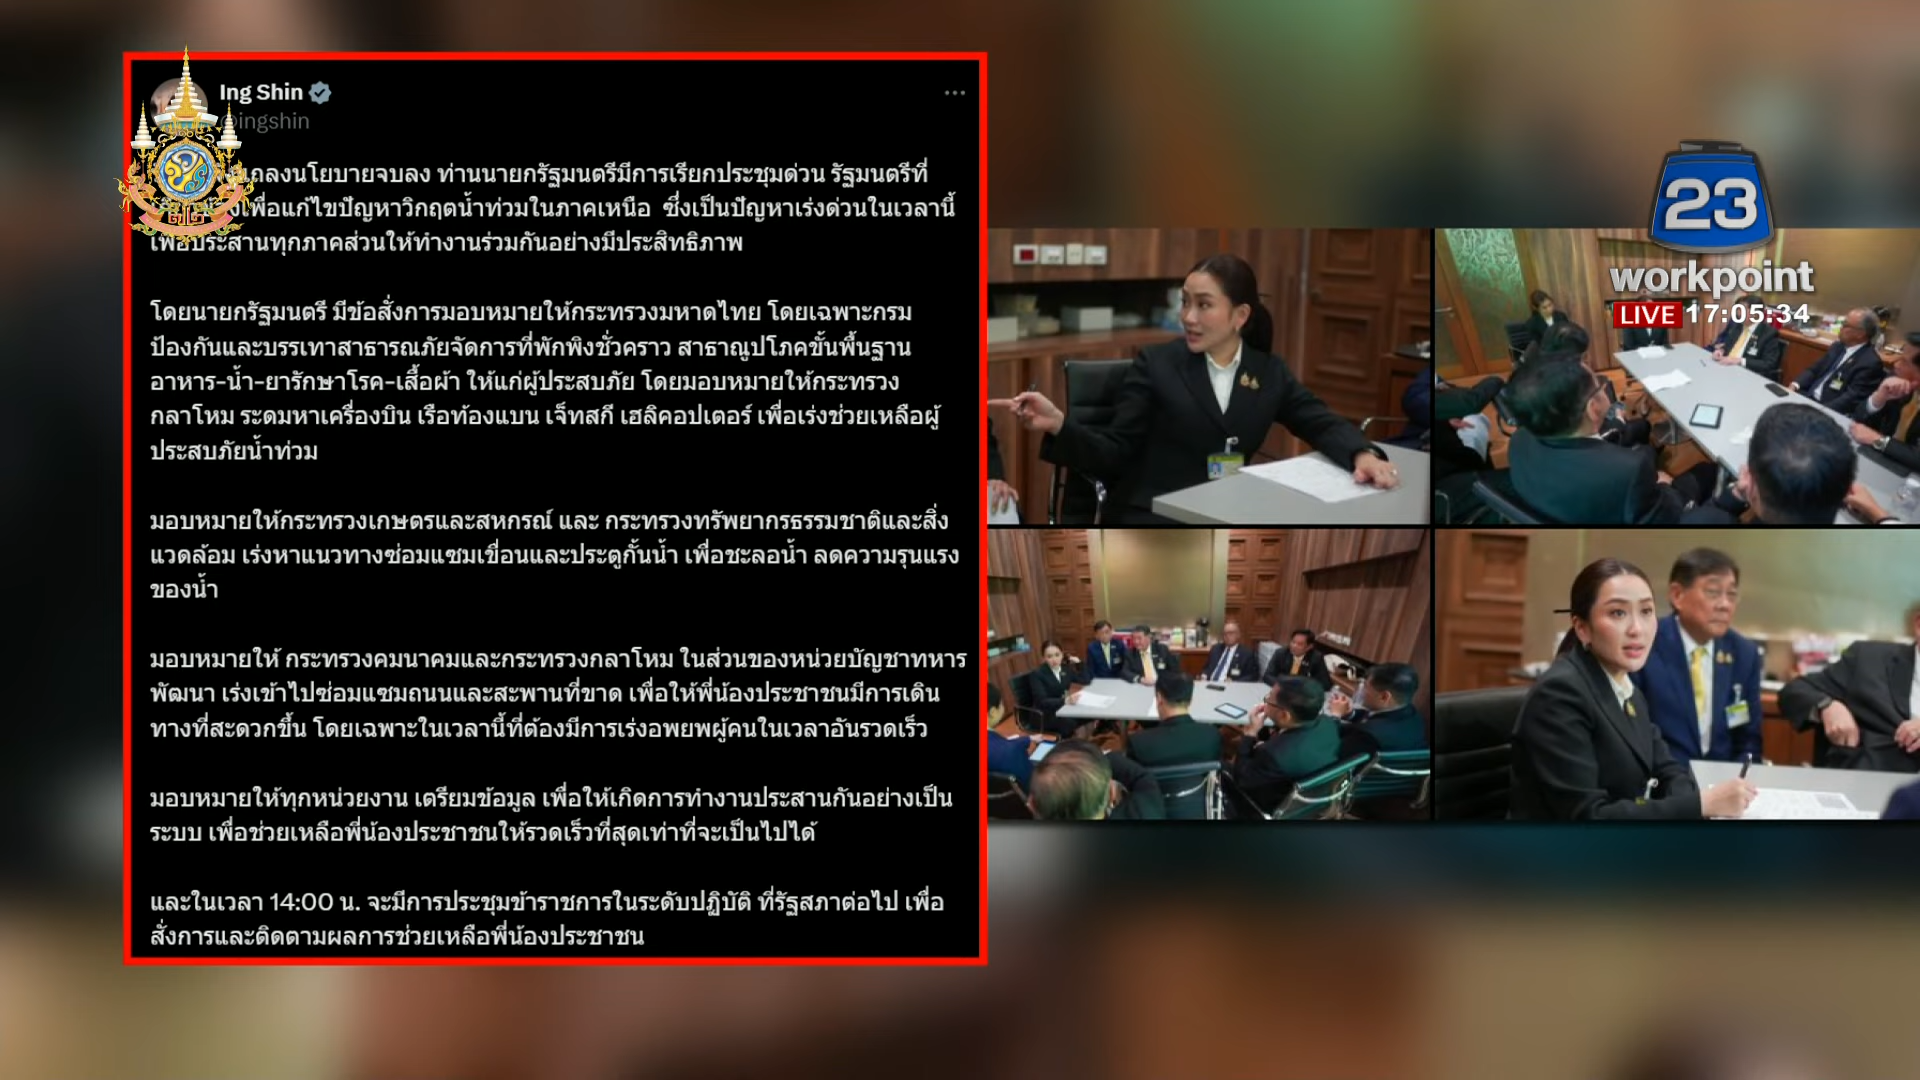 Ing Shin
@ingshin
แถลงนโยบายจบลง ท่านนายกรัฐมนตรีมีการเรียกประชุมด่วน รัฐมนตรีที่
เพื่อแก้ไขปัญหาวิกฤตน้ำท่วมในภาคเหนือ ซึ่งเป็นปัญหาเร่งด่วนในเวลานี้
เพื่อประสานทุกภาคส่วนให้ทำงานร่วมกันอย่างมีประสิทธิภาพ
โดยนายกรัฐมนตรี มีข้อสั่งการมอบหมายให้กระทรวงมหาดไทย โดยเฉพาะกรม
ป้องกันและบรรเทาสาธารณภัยจัดการที่พักพิงชั่วคราว สาธาณูปโภคขั้นพื้นฐาน
อาหาร-น้ำ-ยารักษาโรค-เสื้อผ้า ให้แก่ผู้ประสบภัย โดยมอบหมายให้กระทรวง
กลาโหม ระดมหาเครื่องบิน เรือท้องแบน เจ็ทสกี เฮลิคอปเตอร์ เพื่อเร่งช่วยเหลือผู้
ประสบภัยน้ำท่วม
มอบหมายให้กระทรวงเกษตรและสหกรณ์ และ กระทรวงทรัพยากรธรรมชาติและสิ่ง
แวดล้อม เร่งหาแนวทางซ่อมแซมเขื่อนและประตูกั้นน้ำ เพื่อชะลอน้ำ ลดความรุนแรง
ของน้ำ
มอบหมายให้ กระทรวงคมนาคมและกระทรวงกลาโหม ในส่วนของหน่วยบัญชาทหาร
พัฒนา เร่งเข้าไปซ่อมแซมถนนและสะพานที่ขาด เพื่อให้พี่น้องประชาชนมีการเดิน
ทางที่สะดวกขึ้น โดยเฉพาะในเวลานี้ที่ต้องมีการเร่งอพยพผู้คนในเวลาอันรวดเร็ว
มอบหมายให้ทุกหน่วยงาน เตรียมข้อมูล เพื่อให้เกิดการทำงานประสานกันอย่างเป็น
ระบบ เพื่อช่วยเหลือพี่น้องประชาชนให้รวดเร็วที่สุดเท่าที่จะเป็นไปได้
และในเวลา 14:00 น. จะมีการประชุมข้าราชการในระดับปฏิบัติ ที่รัฐสภาต่อไป เพื่อ
สั่งการและติดตามผลการช่วยเหลือพี่น้องประชาชน
23
workpoint
LIVE 17:05:34